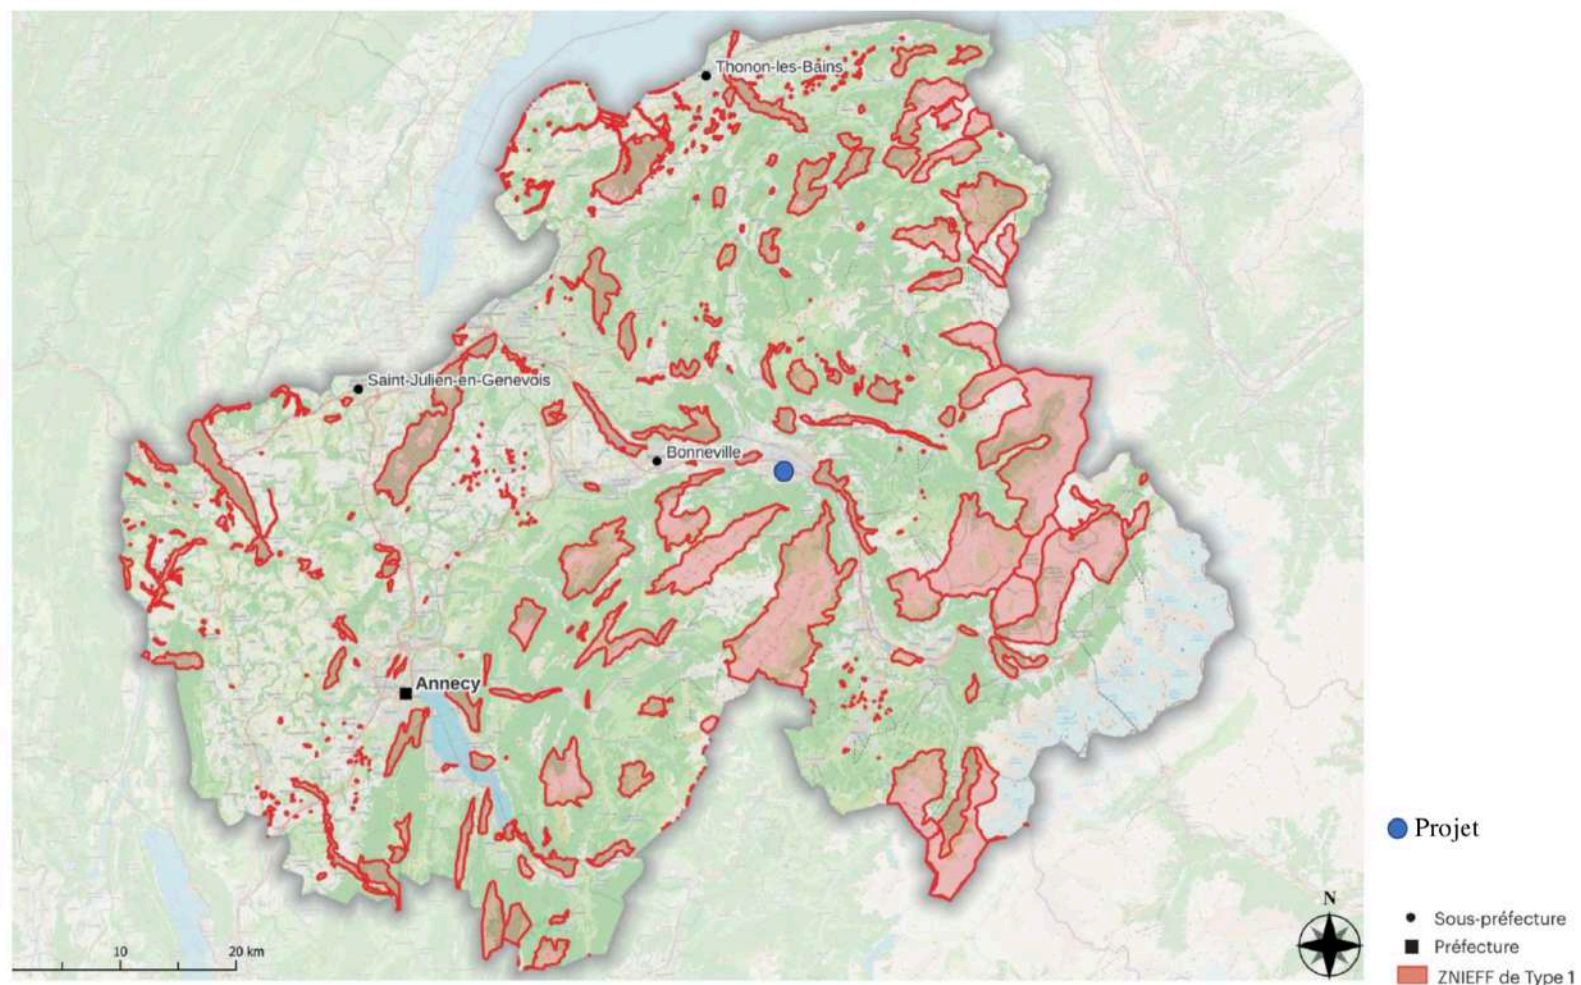 Thonon-les-Bains
Saint-Julien-en-Genevois
Bonneville
Annecy
Projet
N
Sous-préfecture
Préfecture
ZNIEFF de Type 1
10
20 km